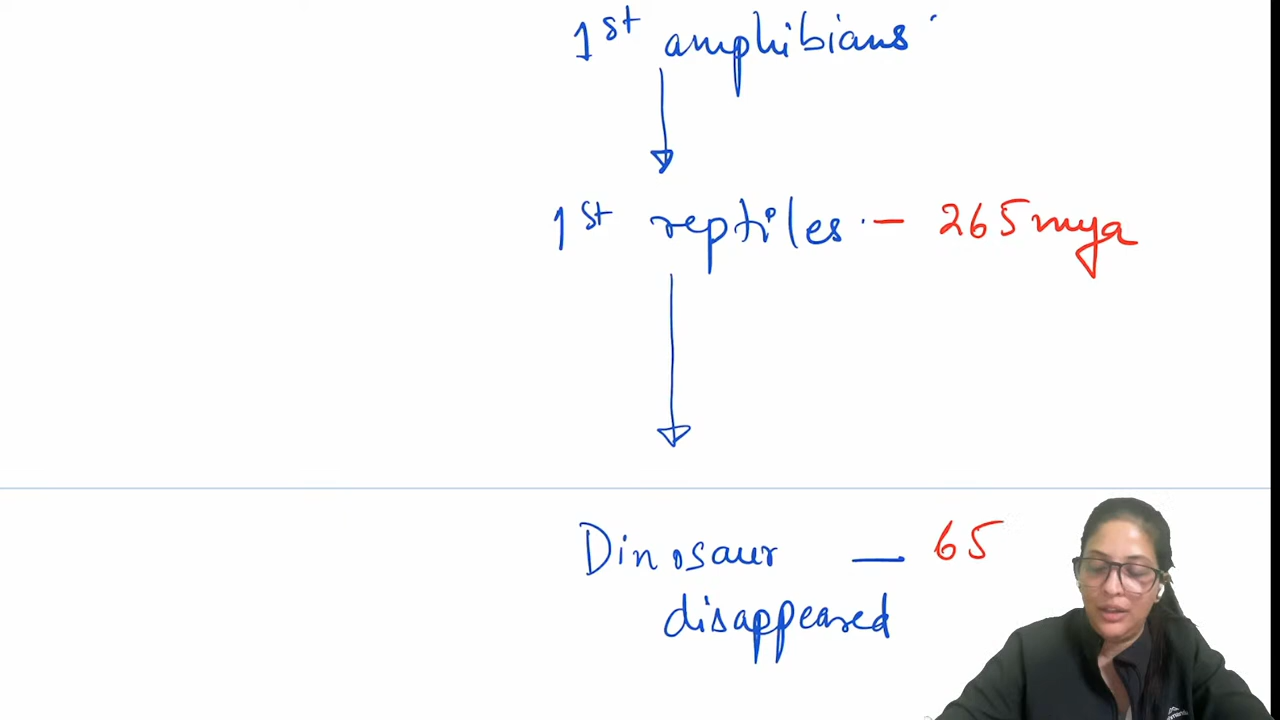 1st amphibians
1st reptiles - 265 mya
Dinosaur — 65
disappeared